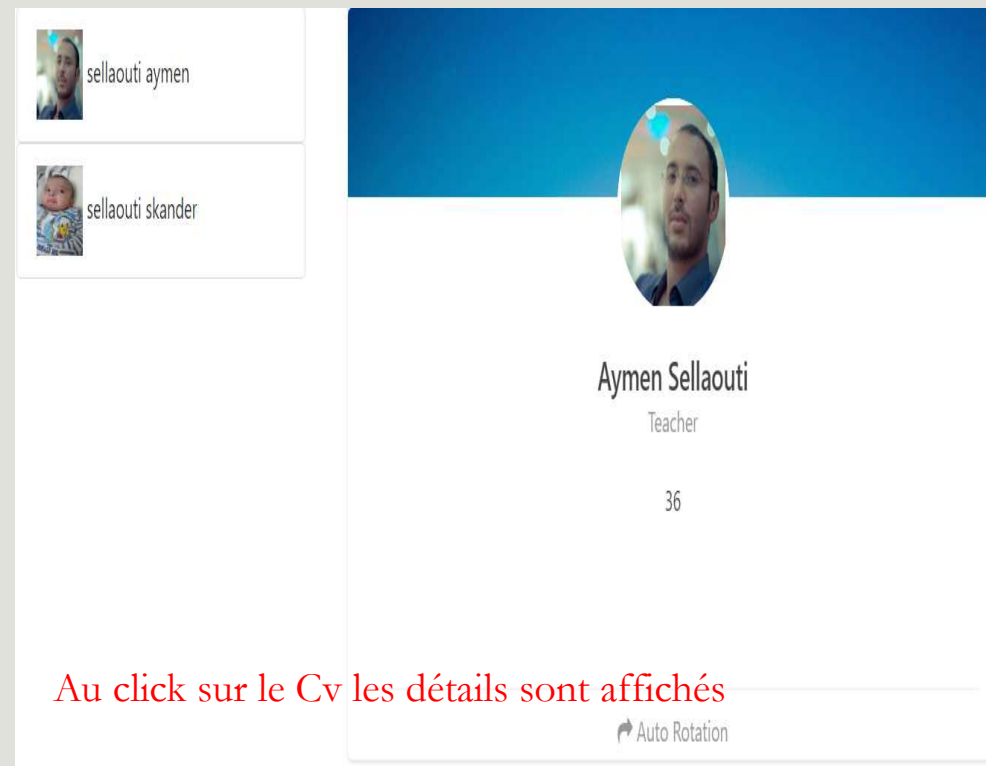 sellaouti aymen
sellaouti skander
Aymen Sellaouti
Teacher
36
Au click sur le Cv les détails sont affichés
Auto Rotation